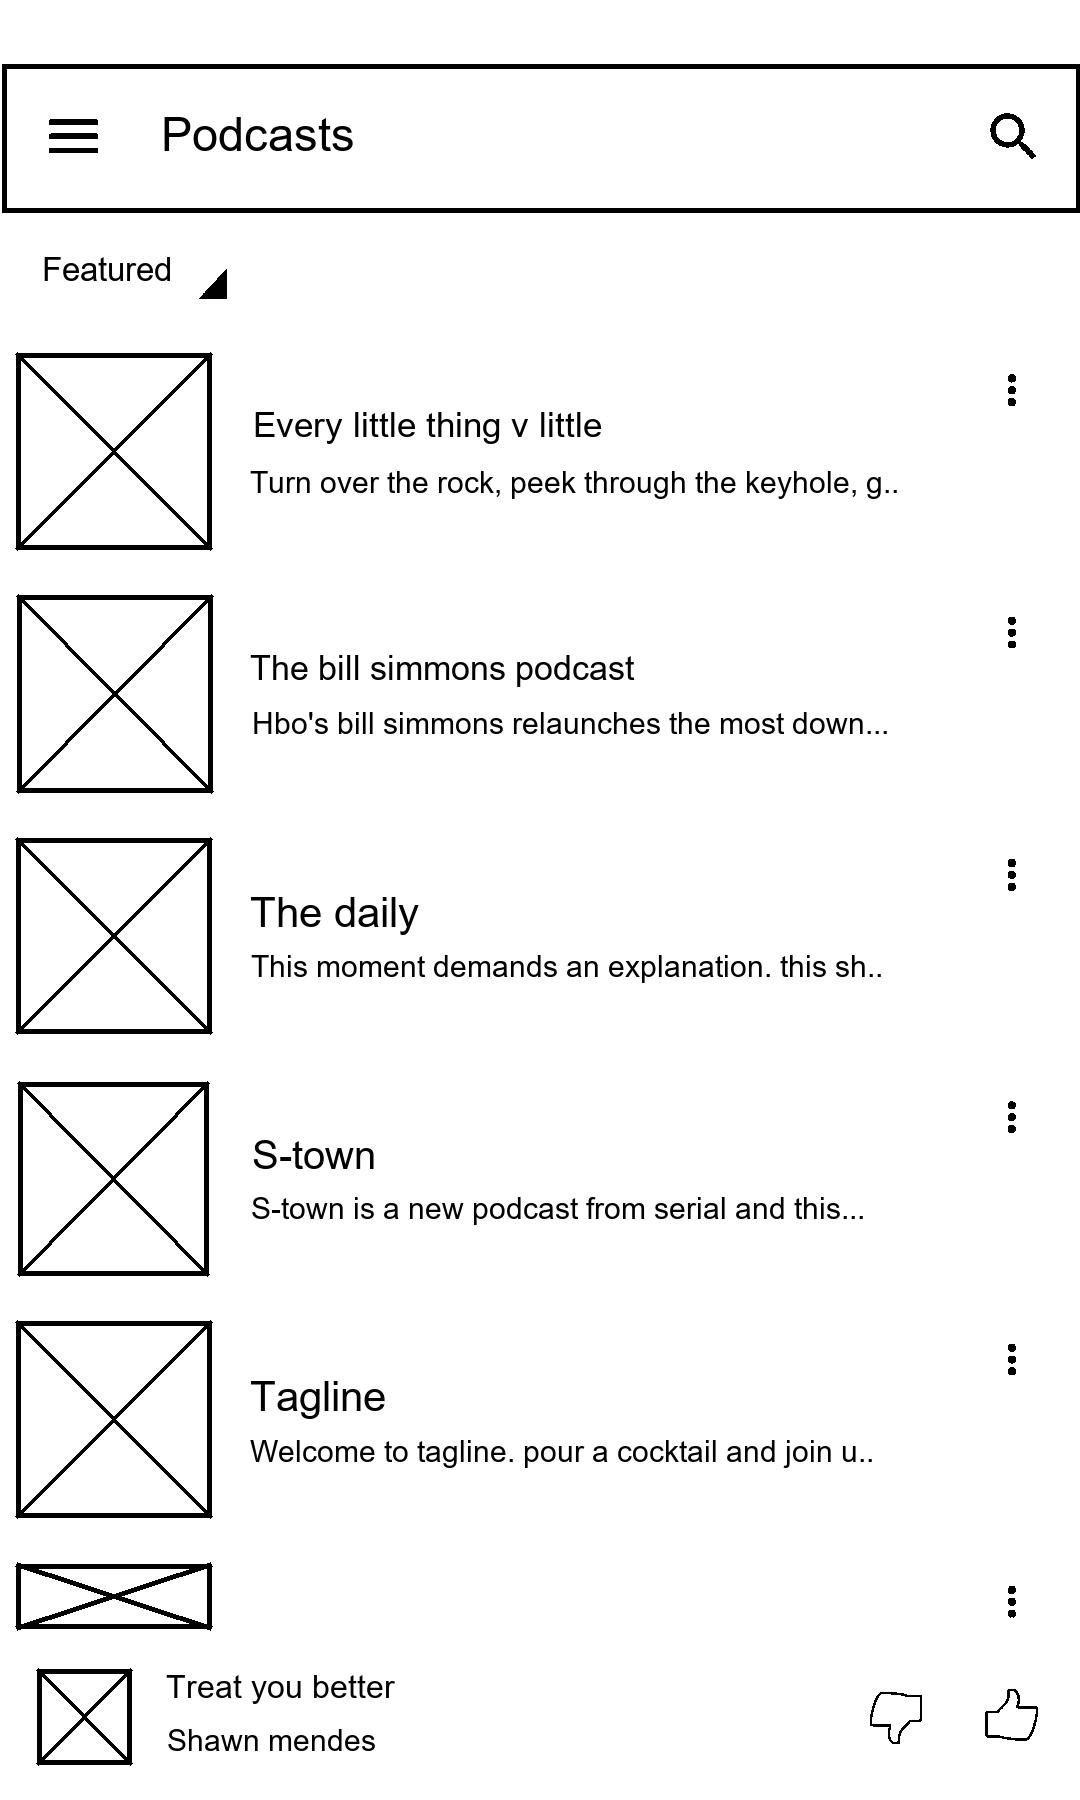 Podcasts
Featured
Every little thing v little
Turn over the rock, peek through the keyhole, g..
The bill simmons podcast
Hbo's bill simmons relaunches the most down...
The daily
This moment demands an explanation. this sh..
S-town
S-town is a new podcast from serial and this...
Tagline
Welcome to tagline. pour a cocktail and join u..
Treat you better
Shawn mendes